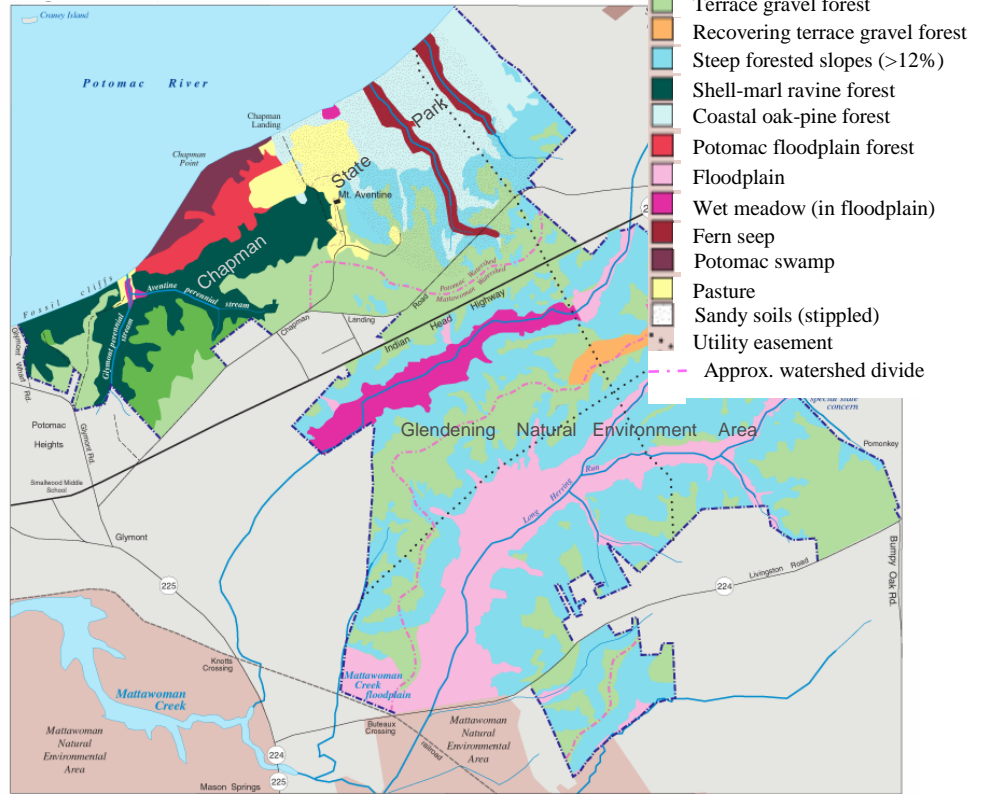 Craney Island
Potomac River
Chapman
Landing
Chapman
Point
Park
State
Mt. Aventine
Chapman
Fossil cliffs
Aventine perennial stream
Glymont perennial
stream
Glymont Wharf
Rd.
Potomac Watershed
Mattawoman Watershed
Chapman Landing Road
Indian Head Highway
Potomac
Heights
Glymont Rd.
Smallwood Middle
School
Glymont
225
Glendening Natural Environment Area
Long Herring Run
special state
concern
Pomonkey
Bumpy Oak Rd.
Livingston Road
224
Knotts
Crossing
Mattawoman
Creek
Mattawoman
Creek
floodplain
Mattawoman
Natural
Environmental
Area
Buteaux
Crossing
railroad
Mattawoman
Natural
Environmental
Area
224
225
Mason Springs
Terrace gravel forest
Recovering terrace gravel forest
Steep forested slopes (>12%)
Shell-marl ravine forest
Coastal oak-pine forest
Potomac floodplain forest
Floodplain
Wet meadow (in floodplain)
Fern seep
Potomac swamp
Pasture
Sandy soils (stippled)
Utility easement
Approx. watershed divide